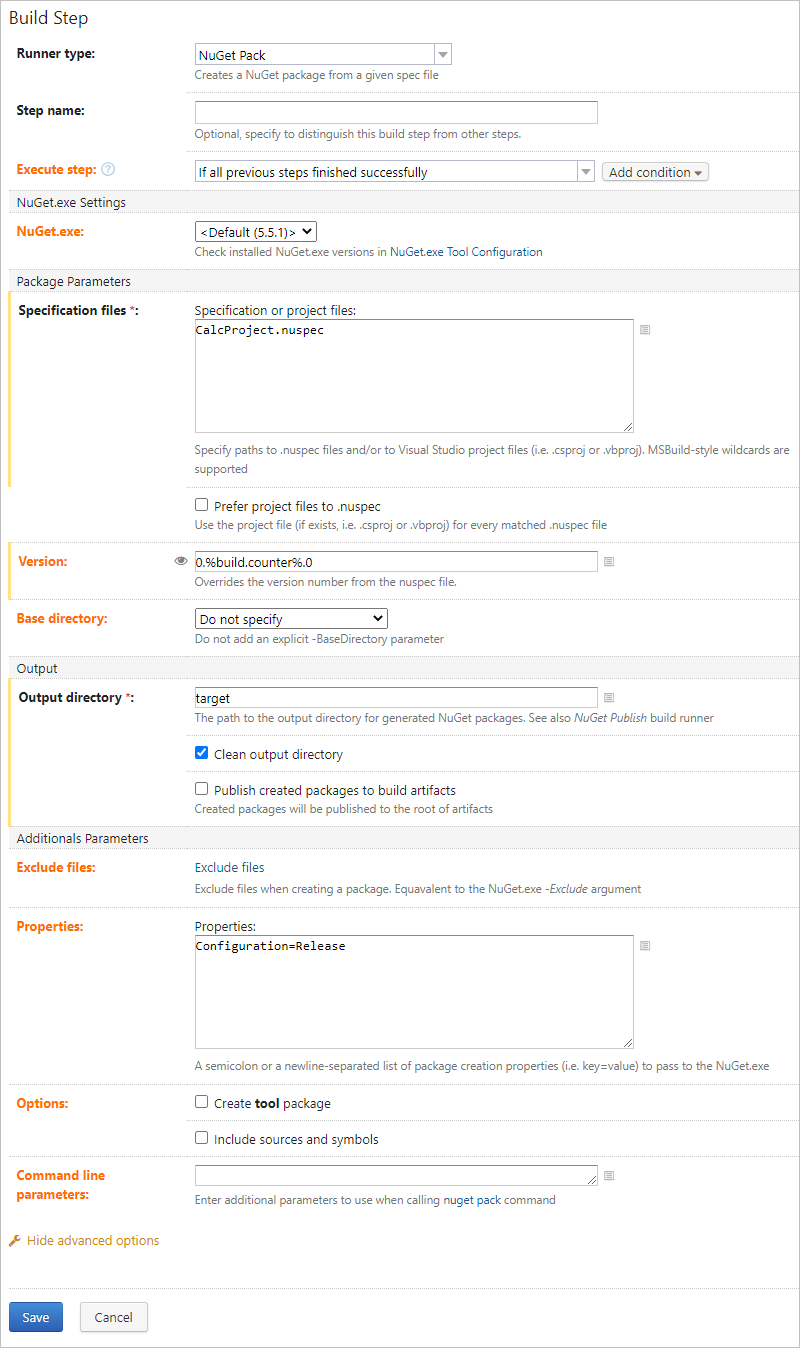 Build Step
Runner type:
NuGet Pack
Creates a NuGet package from a given spec file
Step name:
Optional, specify to distinguish this build step from other steps.
Execute step: ?
If all previous steps finished successfully
Add condition
NuGet.exe Settings
NuGet.exe:
<Default (5.5.1)>
Check installed NuGet.exe versions in NuGet.exe Tool Configuration
Package Parameters
Specification files *:
Specification or project files:
CalcProject.nuspec
Specify paths to .nuspec files and/or to Visual Studio project files (i.e. .csproj or .vbproj). MSBuild-style wildcards are
supported
Prefer project files to .nuspec
Use the project file (if exists, i.e. .csproj or .vbproj) for every matched .nuspec file
Version:
0.%build.counter%.0
Overrides the version number from the nuspec file.
Base directory:
Do not specify
Do not add an explicit -BaseDirectory parameter
Output
Output directory *:
target
The path to the output directory for generated NuGet packages. See also NuGet Publish build runner
Clean output directory
Publish created packages to build artifacts
Created packages will be published to the root of artifacts
Additionals Parameters
Exclude files:
Exclude files
Exclude files when creating a package. Equavalent to the NuGet.exe -Exclude argument
Properties:
Properties:
Configuration=Release
A semicolon or a newline-separated list of package creation properties (i.e. key=value) to pass to the NuGet.exe
Options:
Create tool package
Include sources and symbols
Command line
parameters:
Enter additional parameters to use when calling nuget pack command
Hide advanced options
Save
Cancel